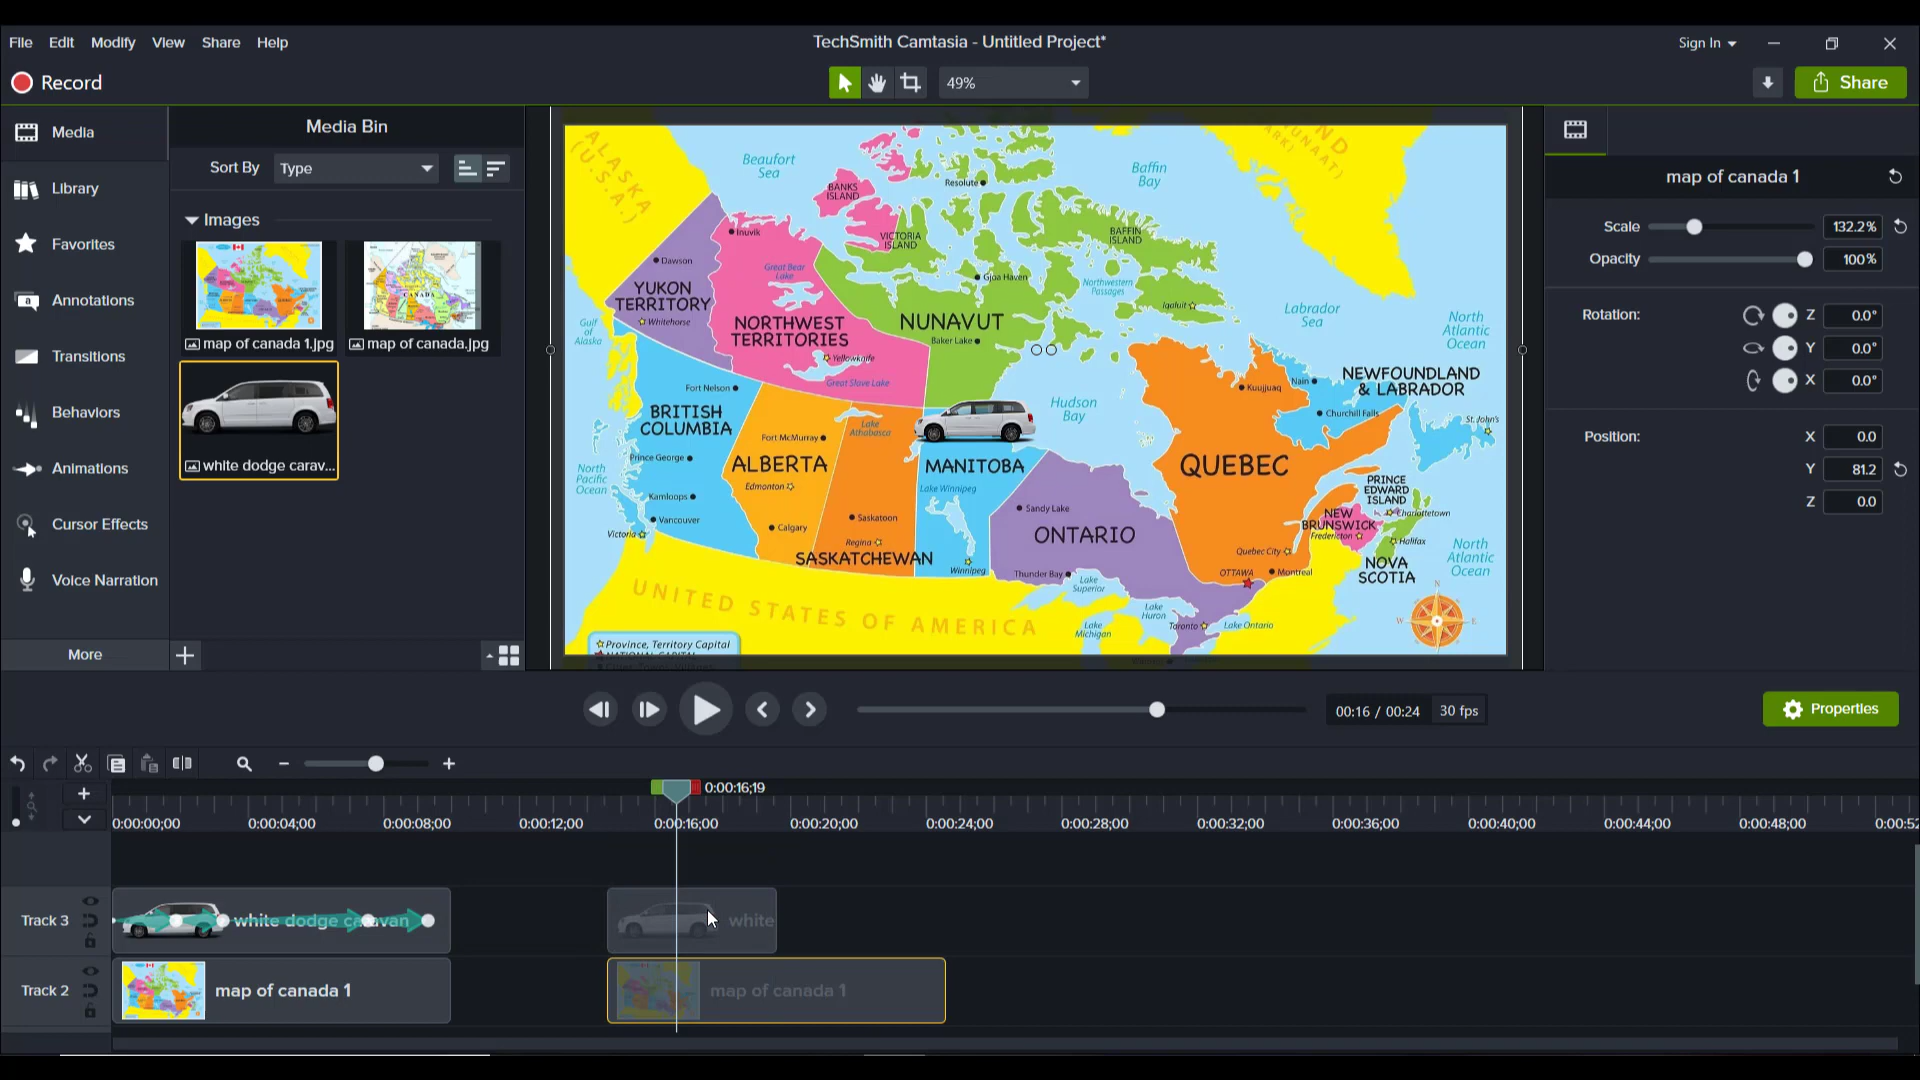 File Edit Modify View Share Help
TechSmith Camtasia - Untitled Project*
Sign In
Record
49%
Share
Media
Library
Favorites
Annotations
Transitions
Behaviors
Animations
Cursor Effects
Voice Narration
More
Media Bin
Sort By Type
Images
map of canada 1.jpg
map of canada.jpg
white dodge carav...
ALASKA
(U.S.A.)
Beaufort
Sea
Resolute
Baffin
Bay
BANKS
ISLAND
Inuvik
VICTORIA
ISLAND
BAFFIN
ISLAND
Dawson
Great Bear
Lake
Gjoa Haven
Northwestern
Passages
YUKON
TERRITORY
Whitehorse
Iqaluit
Labrador
Sea
Gulf
of
Alaska
NORTHWEST
TERRITORIES
NUNAVUT
Baker Lake
North
Atlantic
Ocean
Yellowknife
Great Slave Lake
Fort Nelson
Kuujjuaq
Nain
NEWFOUNDLAND
& LABRADOR
Hudson
Bay
Churchill Falls
St. John's
BRITISH
COLUMBIA
Lake
Athabasca
Fort McMurray
Prince George
ALBERTA
Edmonton
MANITOBA
QUEBEC
North
Pacific
Ocean
Kamloops
Lake Winnipeg
PRINCE
EDWARD
ISLAND
Vancouver
Victoria
Calgary
Saskatoon
Sandy Lake
Charlottetown
NEW
BRUNSWICK
Fredericton
Halifax
ONTARIO
Regina
SASKATCHEWAN
Winnipeg
Quebec City
NOVA
SCOTIA
North
Atlantic
Ocean
Thunder Bay
Lake
Superior
OTTAWA
Montreal
UNITED STATES OF AMERICA
Lake
Huron
Lake
Michigan
Toronto
Lake Ontario
N
W
E
S
Province, Territory Capital
NATIONAL CAPITAL
map of canada 1
Scale 132.2%
Opacity 100%
Rotation: Z 0.0°
Y 0.0°
X 0.0°
Position: X 0.0
Y 81.2
Z 0.0
00:16 / 00:24 30 fps
Properties
0:00:16;19
0:00:00;00 0:00:04;00 0:00:08;00 0:00:12;00 0:00:16;00 0:00:20;00 0:00:24;00 0:00:28;00 0:00:32;00 0:00:36;00 0:00:40;00 0:00:44;00 0:00:48;00 0:00:52
Track 3
white dodge caravan
white
Track 2
map of canada 1
map of canada 1